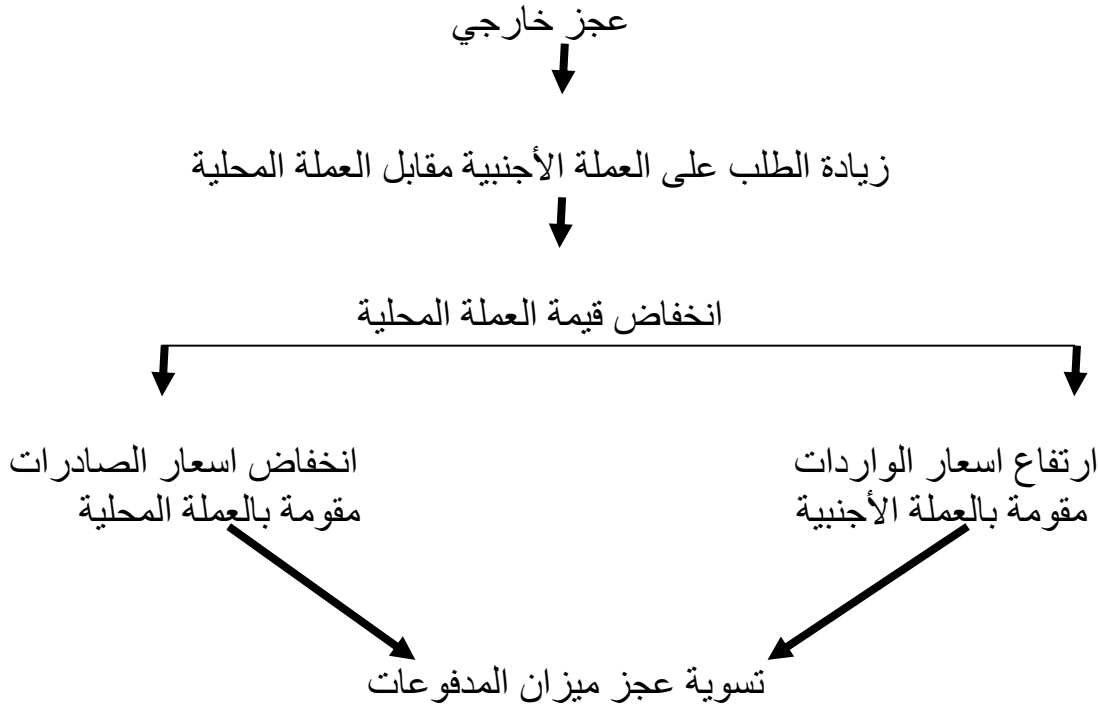 عجز خارجي
زيادة الطلب على العملة الأجنبية مقابل العملة المحلية
انخفاض قيمة العملة المحلية
ارتفاع اسعار الواردات
مقومة بالعملة الأجنبية
انخفاض اسعار الصادرات
مقومة بالعملة المحلية
تسوية عجز ميزان المدفوعات